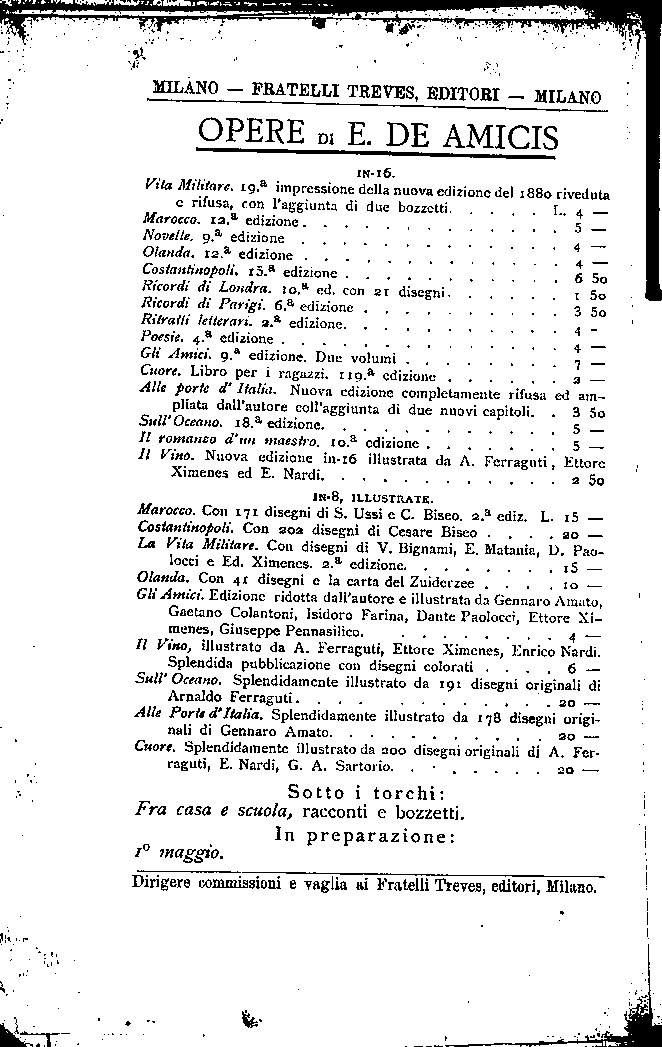 MILANO — FRATELLI TREVES, EDITORI — MILANO
OPERE DI E. DE AMICIS
IN-16.
Vita Militare. 19.ª impressione della nuova edizione del 1880 riveduta
e rifusa, con l'aggiunta di due bozzetti. . . . . . L. 4 —
Marocco. 12.ª edizione . . . . . . . . . . . . . 5 —
Novelle. 9.ª edizione . . . . . . . . . . . . . 4 —
Olanda. 12.ª edizione . . . . . . . . . . . . . 4 —
Costantinopoli. 15.ª edizione . . . . . . . . . . . 6 50
Ricordi di Londra. 10.ª ed. con 21 disegni. . . . . . . 1 50
Ricordi di Parigi. 6.ª edizione . . . . . . . . . . 3 50
Ritratti letterari. 2.ª edizione. . . . . . . . . . . 4 -
Poesie. 4.ª edizione . . . . . . . . . . . . . . 4 —
Gli Amici. 9.ª edizione. Due volumi . . . . . . . . 7 —
Cuore. Libro per i ragazzi. 119.ª edizione . . . . . . 2 —
Alle porte d'Italia. Nuova edizione completamente rifusa ed am-
pliata dall'autore coll'aggiunta di due nuovi capitoli. . 3 50
Sull'Oceano. 18.ª edizione. . . . . . . . . . . . 5 —
Il romanzo d'un maestro. 10.ª edizione . . . . . . . 5 —
Il Vino. Nuova edizione in-16 illustrata da A. Ferraguti, Ettore
Ximenes ed E. Nardi. . . . . . . . . . . . . 2 50
IN-8, ILLUSTRATE.
Marocco. Con 171 disegni di S. Ussi e C. Biseo. 2.ª ediz. L. 15 —
Costantinopoli. Con 202 disegni di Cesare Biseo . . . . 20 —
La Vita Militare. Con disegni di V. Bignami, E. Matania, D. Pao-
locci e Ed. Ximenes. 2.ª edizione. . . . . . . . . 15 —
Olanda. Con 41 disegni e la carta del Zuiderzee . . . . 10 —
Gli Amici. Edizione ridotta dall'autore e illustrata da Gennaro Amato,
Gaetano Colantoni, Isidoro Farina, Dante Paolocci, Ettore Xi-
menes, Giuseppe Pennasilico. . . . . . . . . . 4 —
Il Vino, illustrato da A. Ferraguti, Ettore Ximenes, Enrico Nardi.
Splendida pubblicazione con disegni colorati . . . . 6 —
Sull' Oceano. Splendidamente illustrato da 191 disegni originali di
Arnaldo Ferraguti. . . . . . . . . . . . . . 20 —
Alle Porte d'Italia. Splendidamente illustrato da 178 disegni origi-
nali di Gennaro Amato. . . . . . . . . . . . 20 —
Cuore. Splendidamente illustrato da 200 disegni originali di A. Fer-
raguti, E. Nardi, G. A. Sartorio. . . . . . . . . 20 —
Sotto i torchi:
Fra casa e scuola, racconti e bozzetti.
In preparazione:
1º maggio.
Dirigere commissioni e vaglia ai Fratelli Treves, editori, Milano.